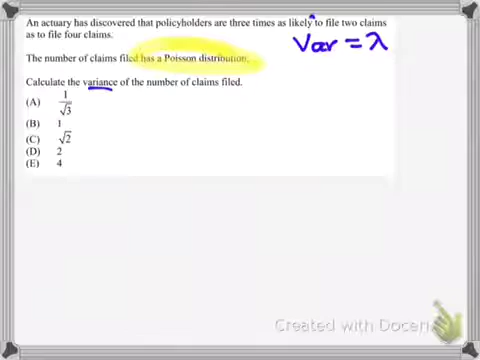 An actuary has discovered that policyholders are three times as likely to file two claims
as to file four claims.
Var = λ
The number of claims filed has a Poisson distribution.
Calculate the variance of the number of claims filed.
(A) 1/√3
(B) 1
(C) √2
(D) 2
(E) 4
Created with Doceri